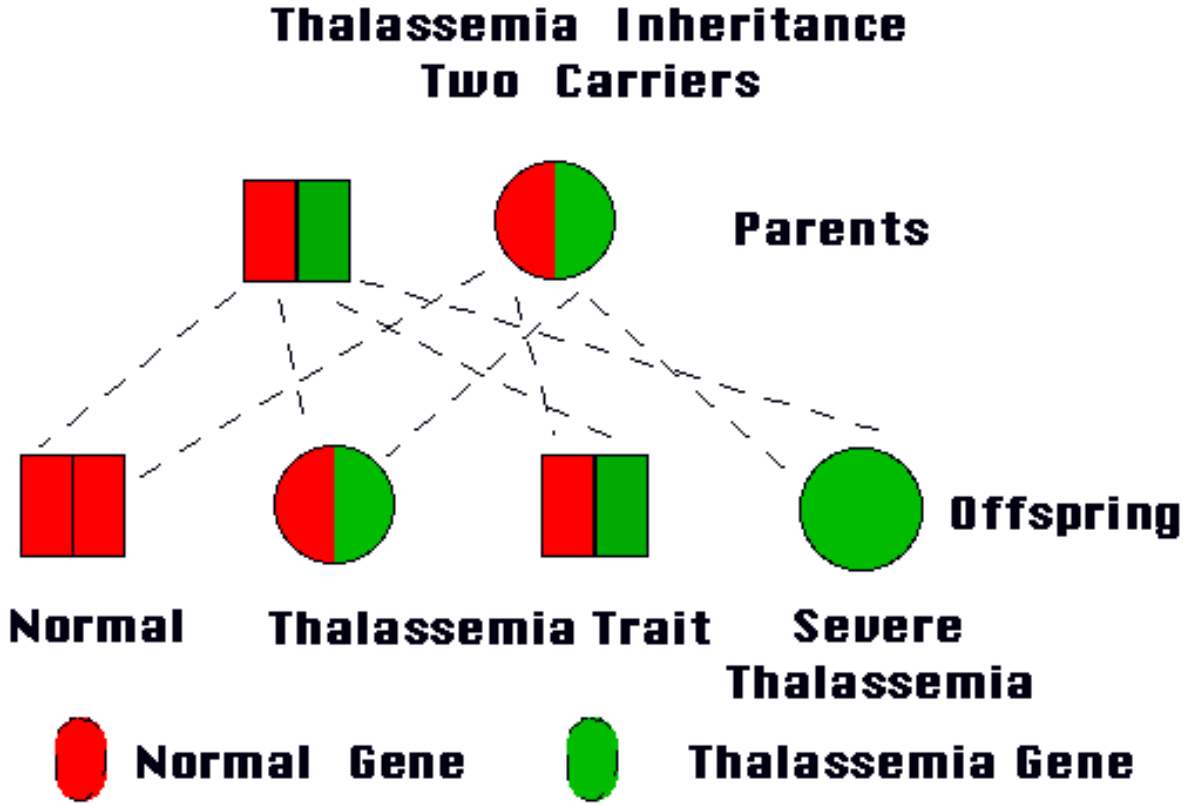 Thalassemia Inheritance
Two Carriers
Parents
Offspring
Normal
Thalassemia Trait
Severe
Thalassemia
Normal Gene
Thalassemia Gene